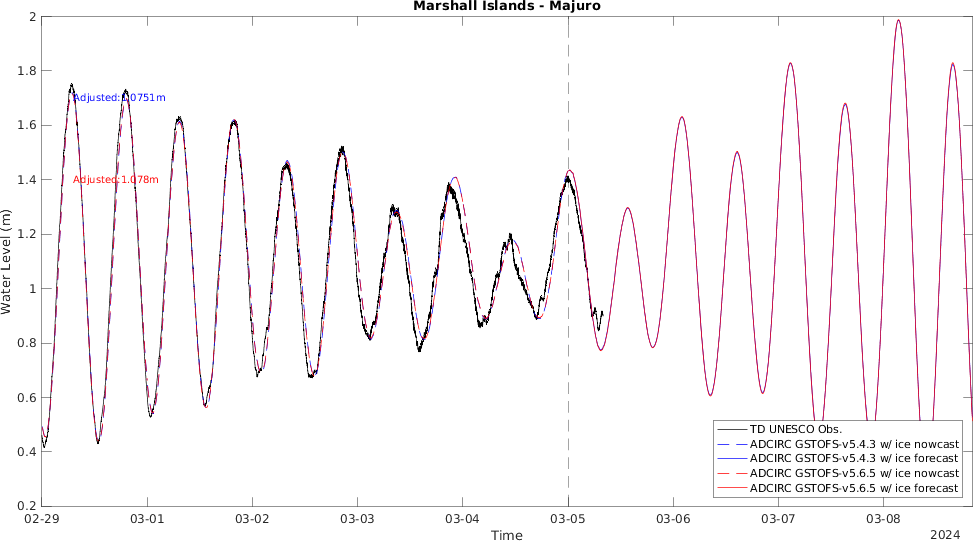 Marshall Islands - Majuro
2
1.8
1.6
1.4
1.2
1
0.8
0.6
0.4
0.2
Water Level (m)
Adjusted:1.0751m
Adjusted:1.078m
TD UNESCO Obs.
ADCIRC GSTOFS-v5.4.3 w/ ice nowcast
ADCIRC GSTOFS-v5.4.3 w/ ice forecast
ADCIRC GSTOFS-v5.6.5 w/ ice nowcast
ADCIRC GSTOFS-v5.6.5 w/ ice forecast
02-29 03-01 03-02 03-03 03-04 03-05 03-06 03-07 03-08
Time
2024